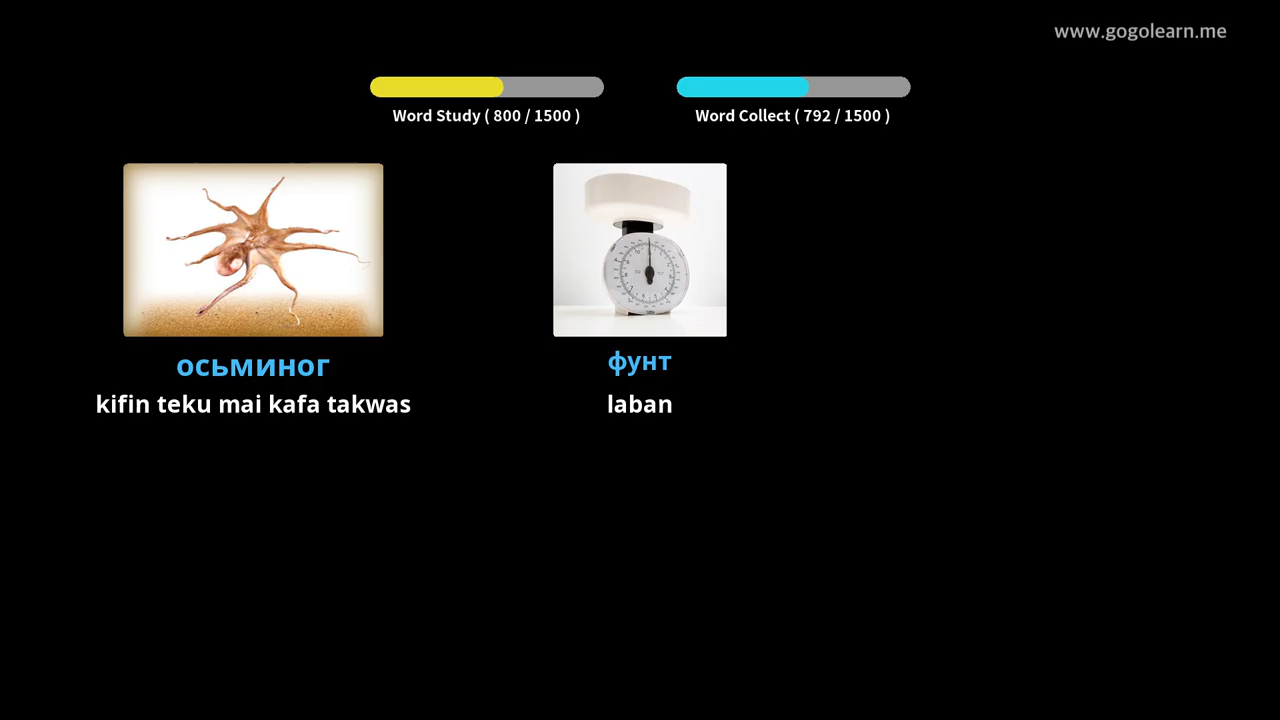 www.gogolearn.me
Word Study ( 800 / 1500 )
Word Collect ( 792 / 1500 )
осьминог
kifin teku mai kafa takwas
фунт
laban